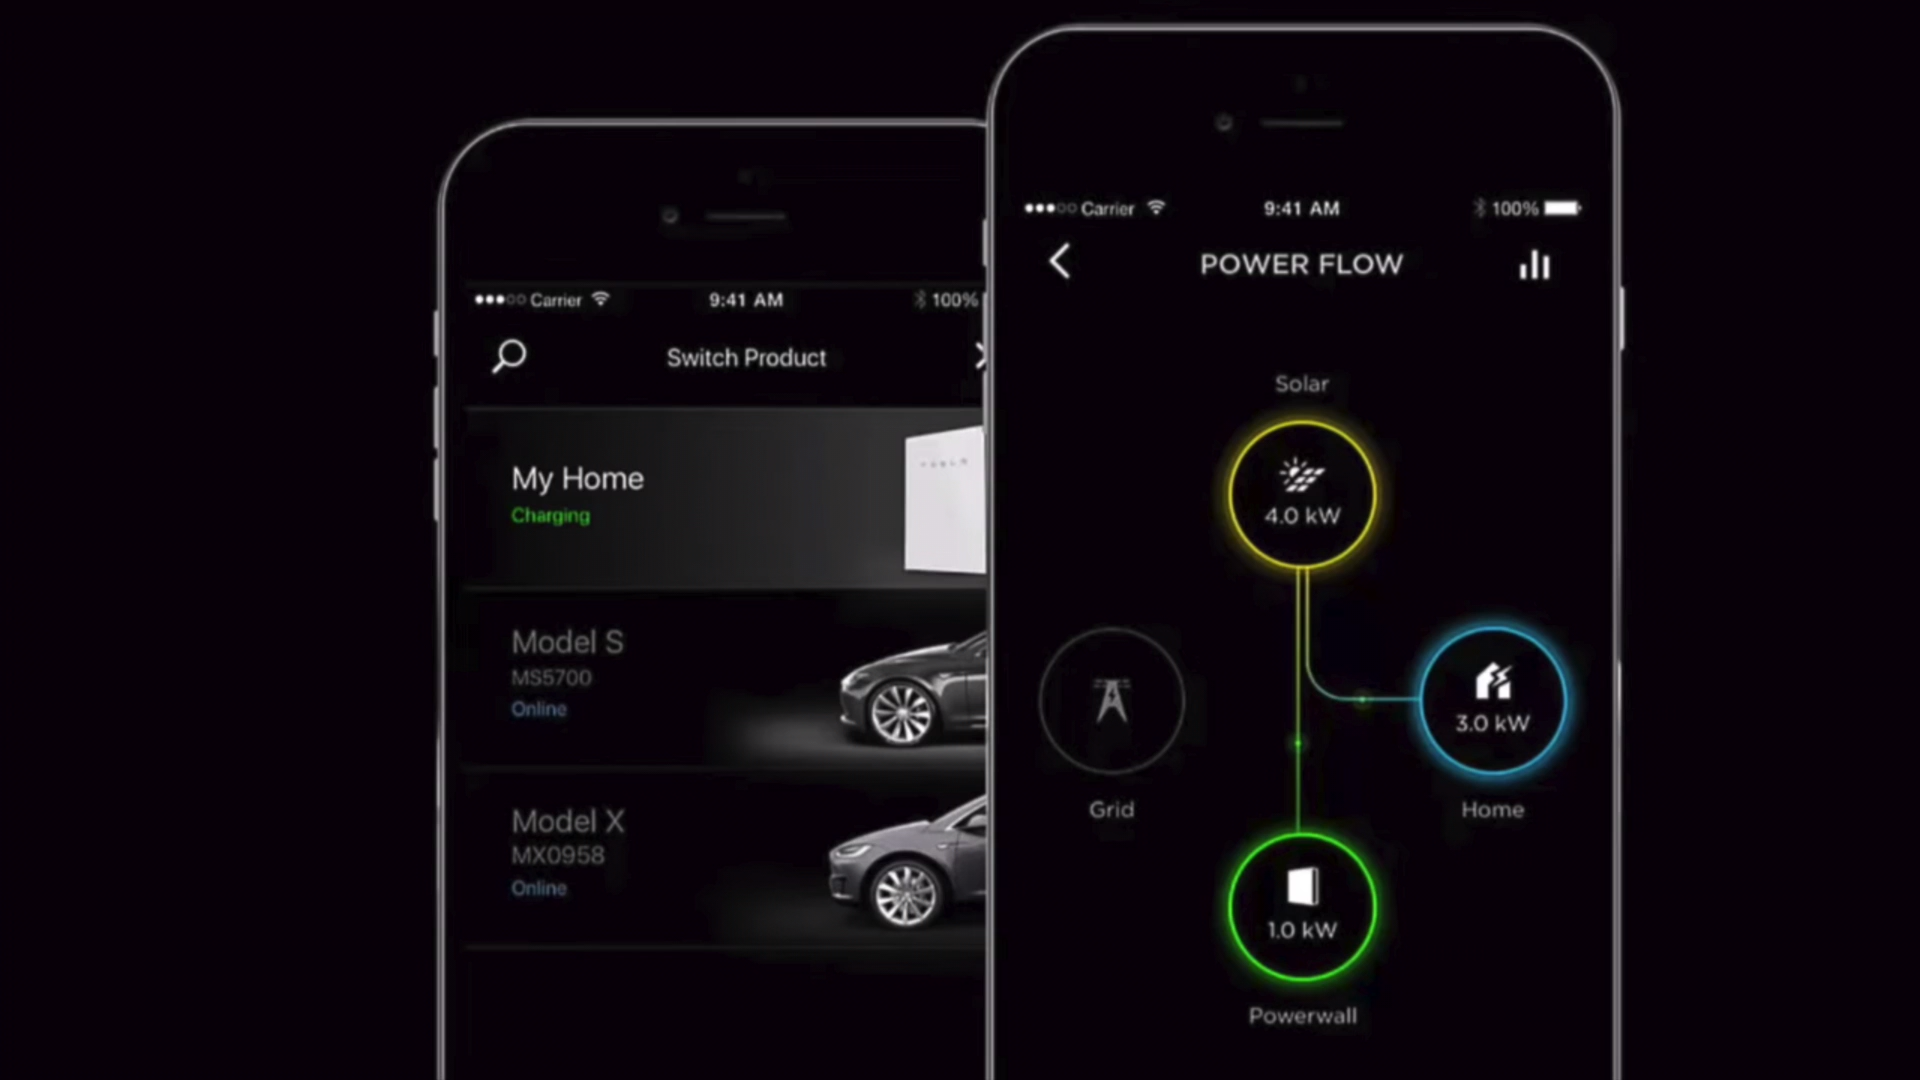 Carrier
9:41 AM
100%
Switch Product
My Home
Charging
TESLA
Model S
MS5700
Online
Model X
MX0958
Online
Carrier
9:41 AM
100%
POWER FLOW
Solar
4.0 kW
Grid
3.0 kW
Home
1.0 kW
Powerwall